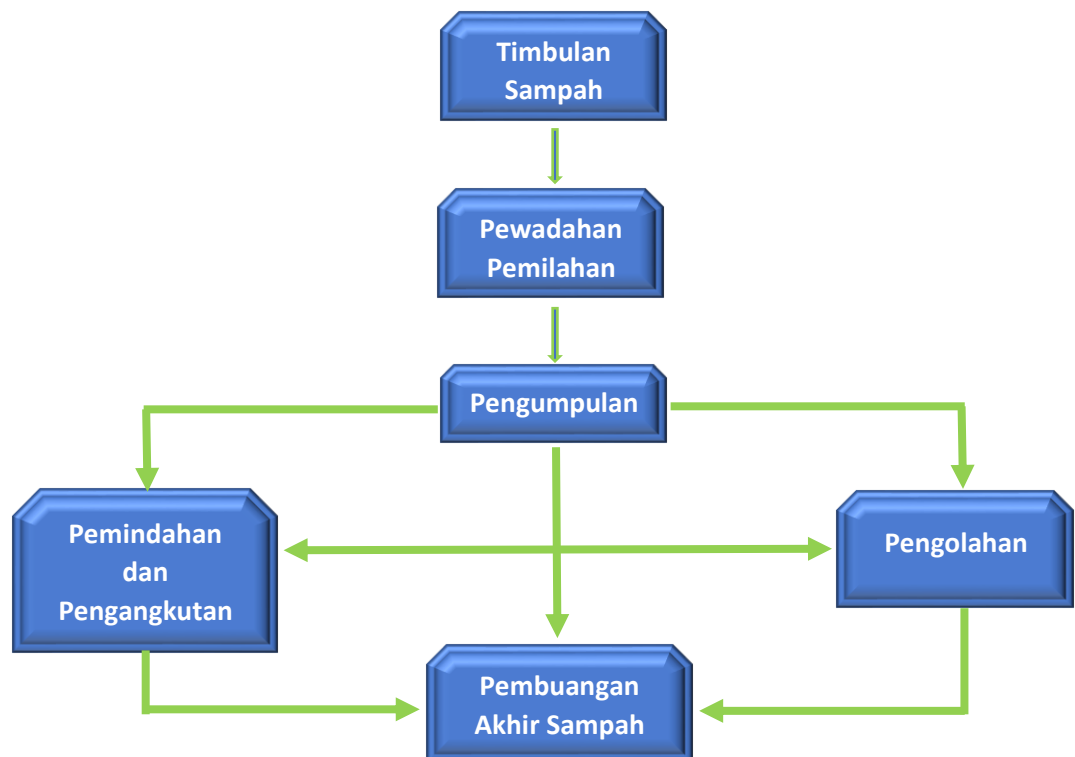 Timbulan
Sampah
Pewadahan
Pemilahan
Pengumpulan
Pemindahan
dan
Pengangkutan
Pengolahan
Pembuangan
Akhir Sampah